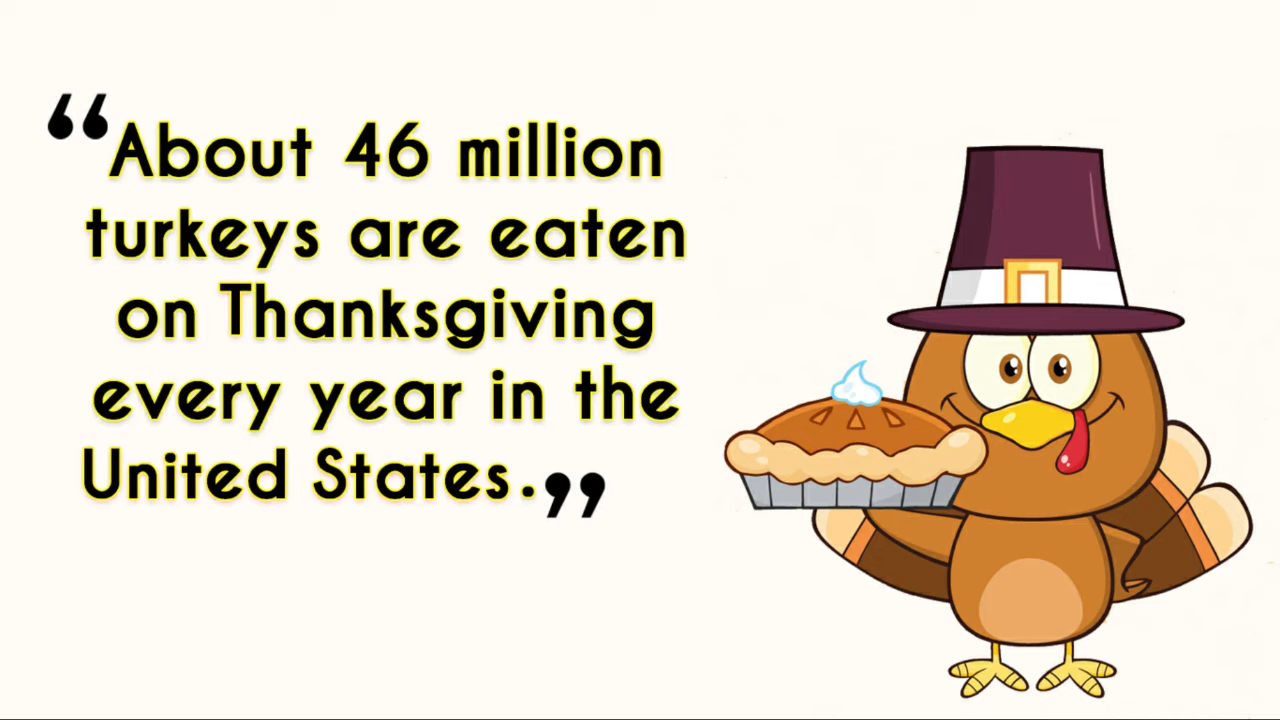 “About 46 million
turkeys are eaten
on Thanksgiving
every year in the
United States.”